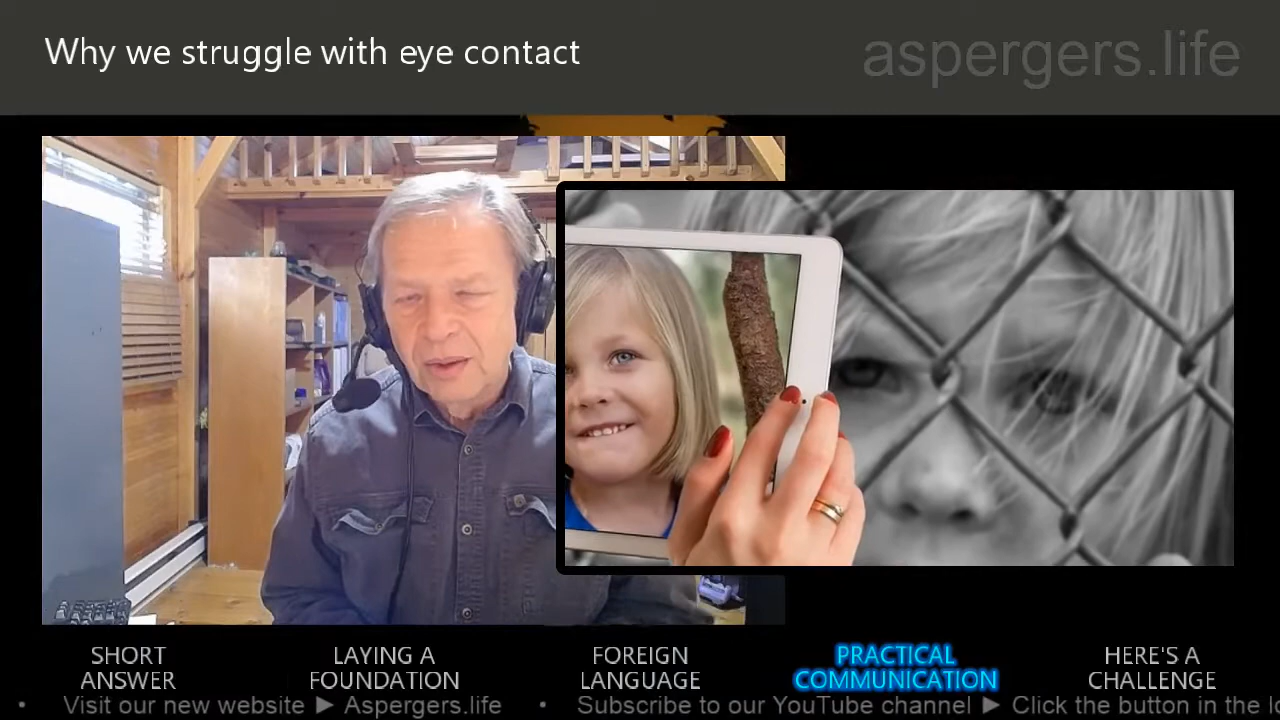 Why we struggle with eye contact
aspergers.life
SHORT
ANSWER
LAYING A
FOUNDATION
FOREIGN
LANGUAGE
PRACTICAL
COMMUNICATION
HERE'S A
CHALLENGE
• Visit our new website ► Aspergers.life • Subscribe to our YouTube channel ► Click the button in the lo